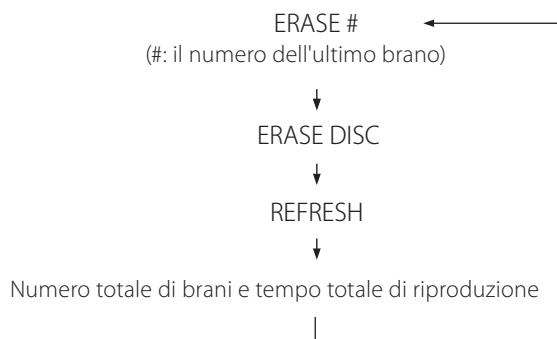 ERASE #
(#: il numero dell'ultimo brano)
ERASE DISC
REFRESH
Numero totale di brani e tempo totale di riproduzione